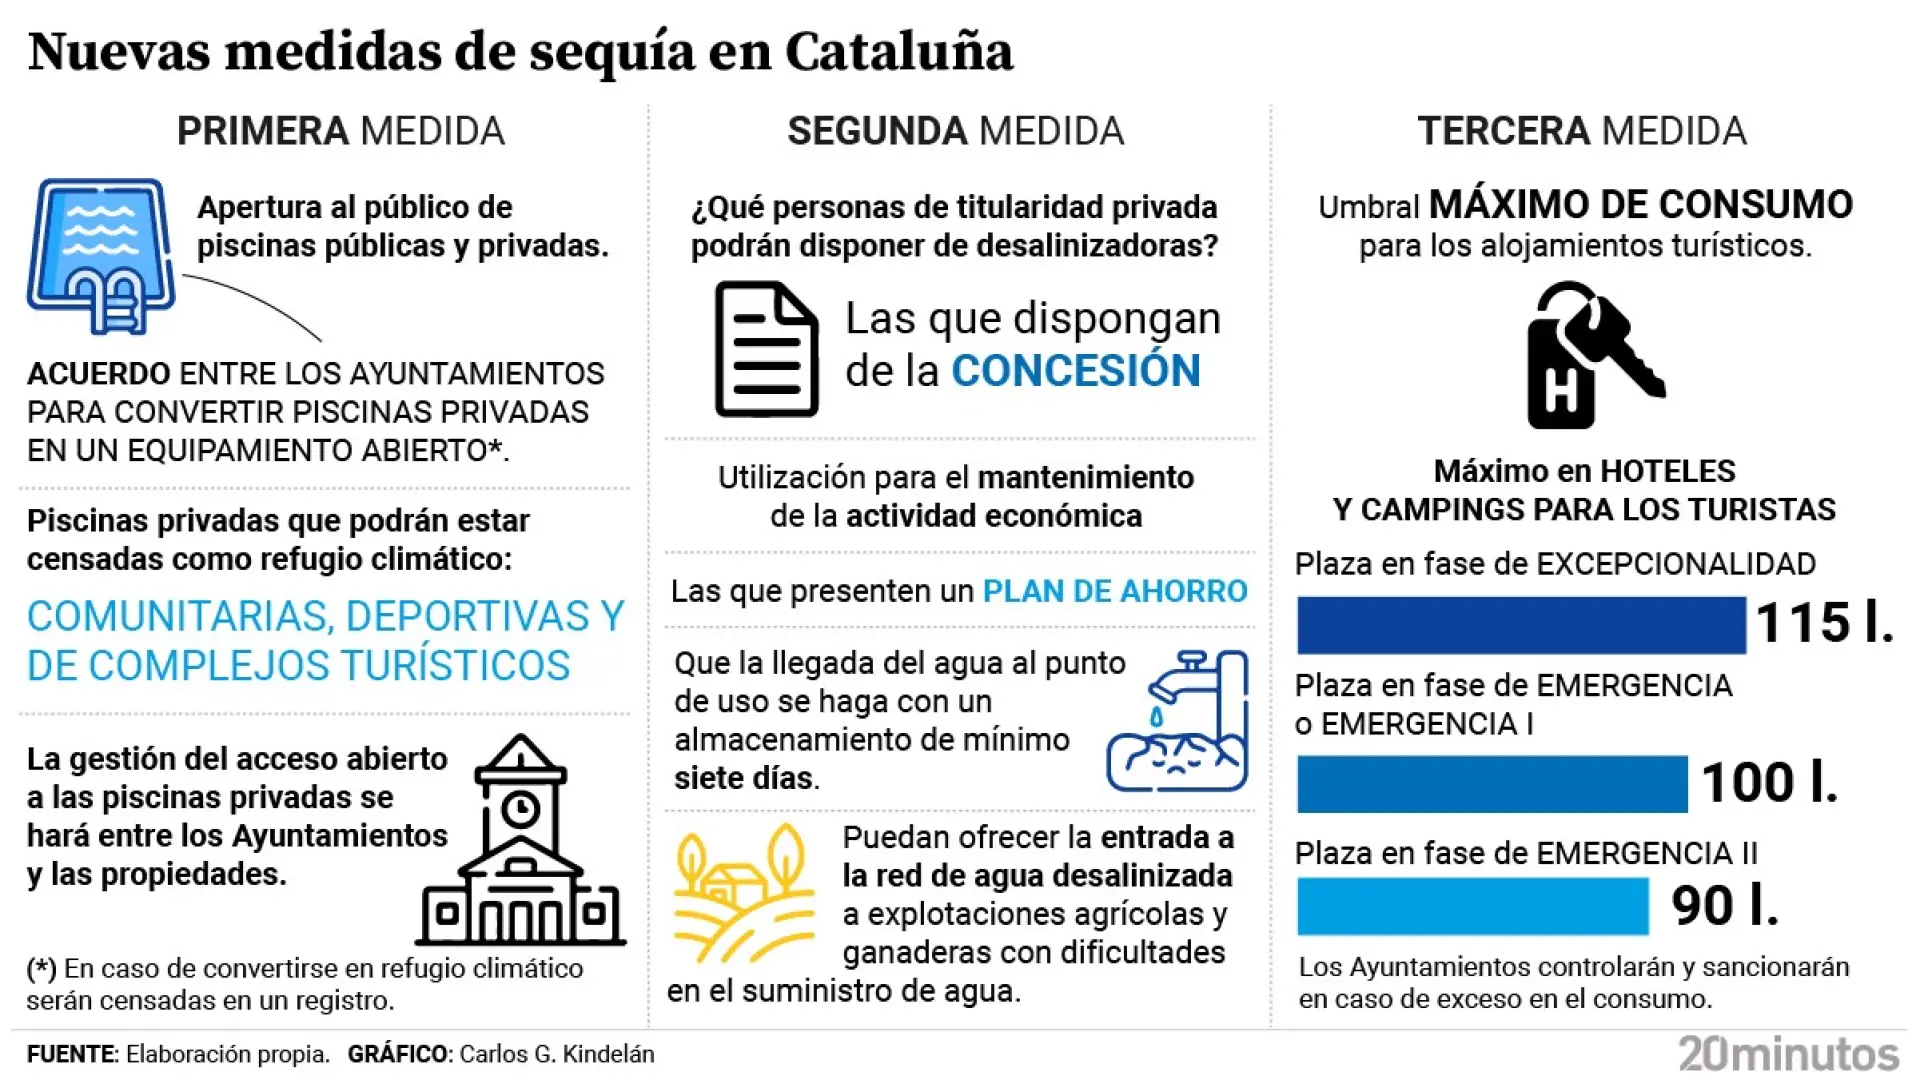 Nuevas medidas de sequía en Cataluña
PRIMERA MEDIDA
Apertura al público de
piscinas públicas y privadas.
ACUERDO ENTRE LOS AYUNTAMIENTOS
PARA CONVERTIR PISCINAS PRIVADAS
EN UN EQUIPAMIENTO ABIERTO*.
Piscinas privadas que podrán estar
censadas como refugio climático:
COMUNITARIAS, DEPORTIVAS Y
DE COMPLEJOS TURÍSTICOS
La gestión del acceso abierto
a las piscinas privadas se
hará entre los Ayuntamientos
y las propiedades.
(*) En caso de convertirse en refugio climático
serán censadas en un registro.
SEGUNDA MEDIDA
¿Qué personas de titularidad privada
podrán disponer de desalinizadoras?
Las que dispongan
de la CONCESIÓN
Utilización para el mantenimiento
de la actividad económica
Las que presenten un PLAN DE AHORRO
Que la llegada del agua al punto
de uso se haga con un
almacenamiento de mínimo
siete días.
Puedan ofrecer la entrada a
la red de agua desalinizada
a explotaciones agrícolas y
ganaderas con dificultades
en el suministro de agua.
TERCERA MEDIDA
Umbral MÁXIMO DE CONSUMO
para los alojamientos turísticos.
H
Máximo en HOTELES
Y CAMPINGS PARA LOS TURISTAS
Plaza en fase de EXCEPCIONALIDAD
115 l.
Plaza en fase de EMERGENCIA
o EMERGENCIA I
100 l.
Plaza en fase de EMERGENCIA II
90 l.
Los Ayuntamientos controlarán y sancionarán
en caso de exceso en el consumo.
FUENTE: Elaboración propia. GRÁFICO: Carlos G. Kindelán
20minutos